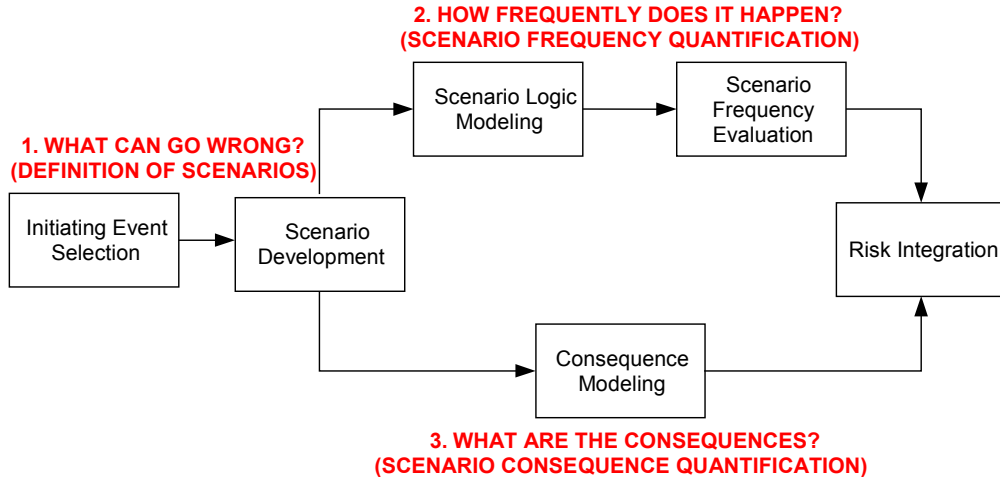 2. HOW FREQUENTLY DOES IT HAPPEN?
(SCENARIO FREQUENCY QUANTIFICATION)
Scenario Logic
Modeling
Scenario
Frequency
Evaluation
1. WHAT CAN GO WRONG?
(DEFINITION OF SCENARIOS)
Initiating Event
Selection
Scenario
Development
Risk Integration
Consequence
Modeling
3. WHAT ARE THE CONSEQUENCES?
(SCENARIO CONSEQUENCE QUANTIFICATION)